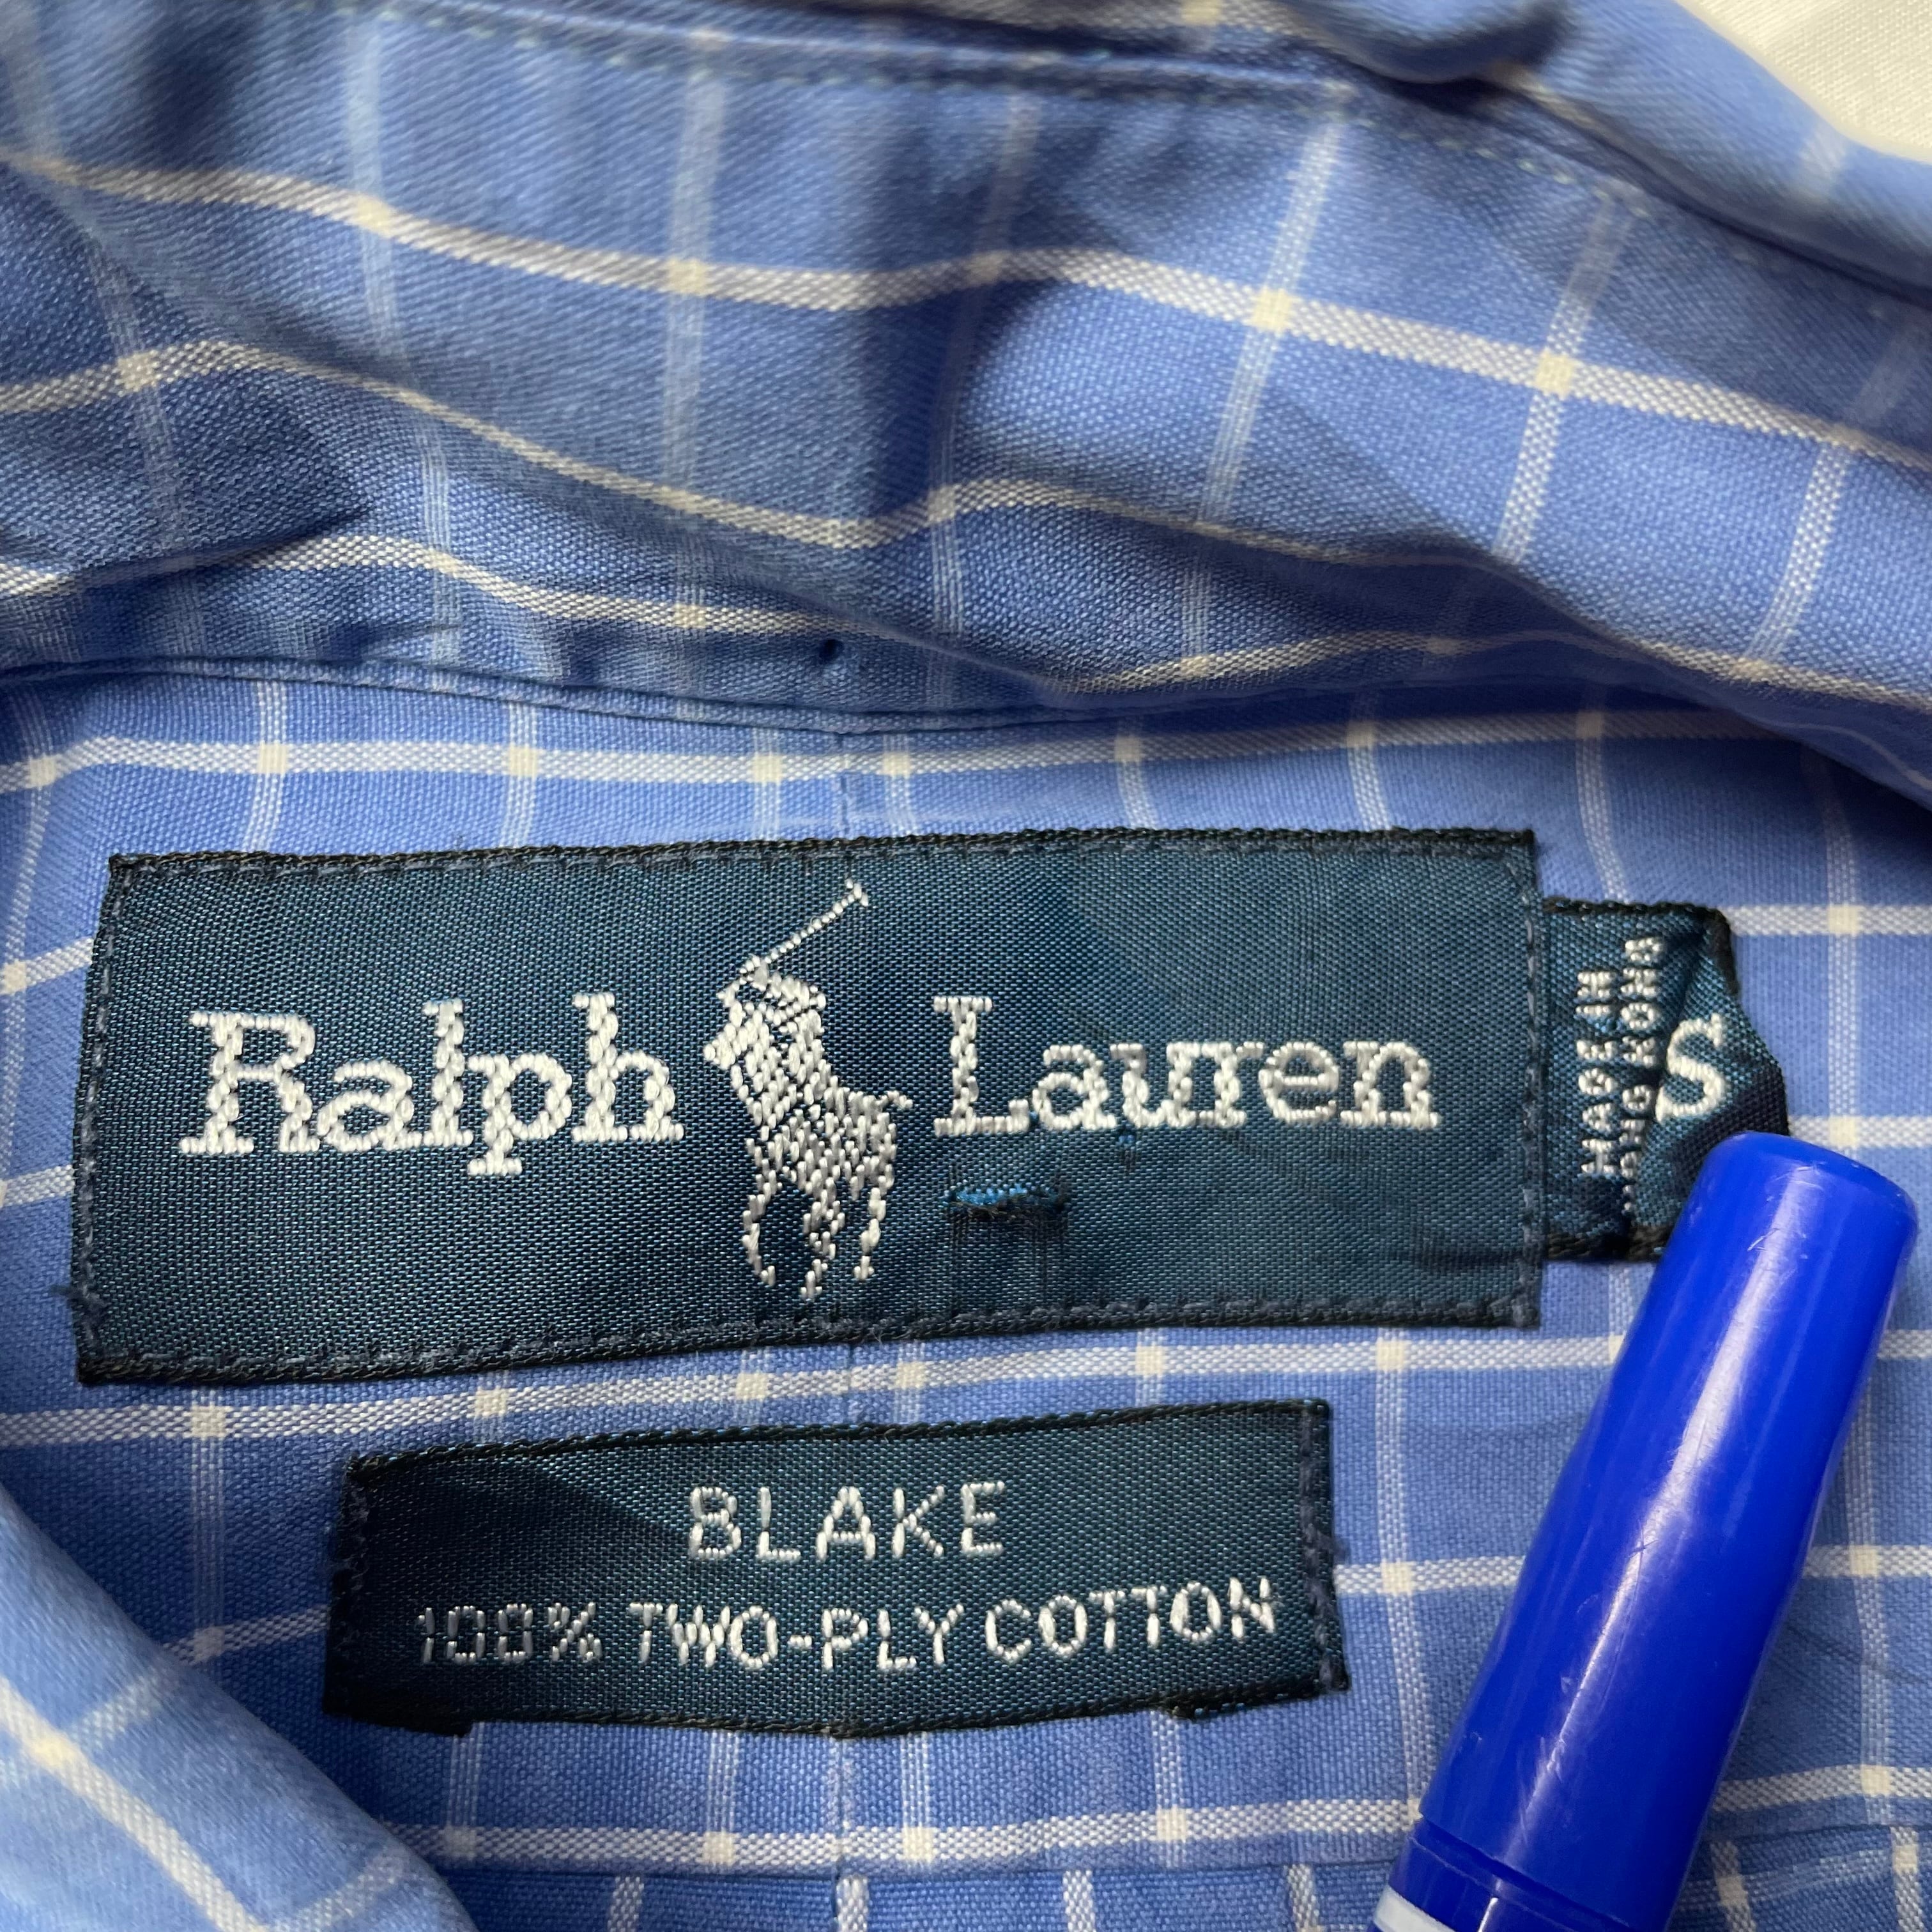 Ralph Lauren
MADE IN
HONG KONG
S
BLAKE
100% TWO-PLY COTTON